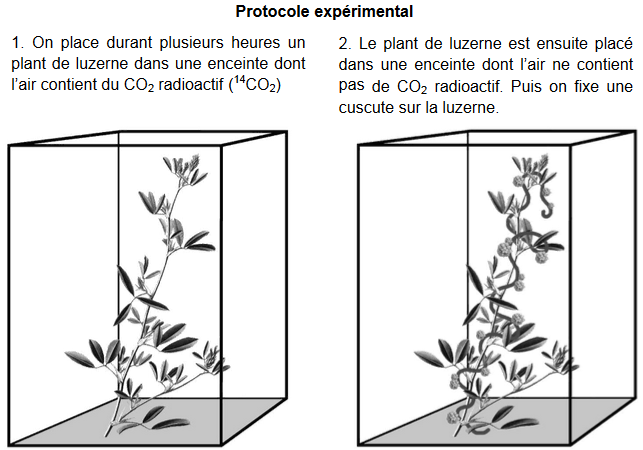 Protocole expérimental
1. On place durant plusieurs heures un
plant de luzerne dans une enceinte dont
l'air contient du CO₂ radioactif (¹⁴CO₂)
2. Le plant de luzerne est ensuite placé
dans une enceinte dont l'air ne contient
pas de CO₂ radioactif. Puis on fixe une
cuscute sur la luzerne.